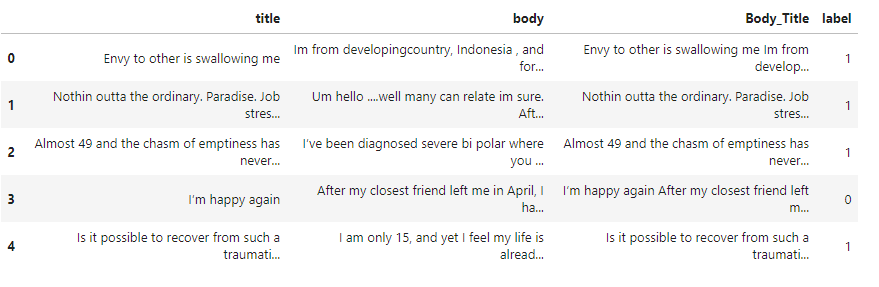 title body Body_Title label
0 Envy to other is swallowing me Im from developingcountry, Indonesia , and for... Envy to other is swallowing me Im from develop... 1
1 Nothin outta the ordinary. Paradise. Job stres... Um hello ....well many can relate im sure. Aft... Nothin outta the ordinary. Paradise. Job stres... 1
2 Almost 49 and the chasm of emptiness has never... I've been diagnosed severe bi polar where you ... Almost 49 and the chasm of emptiness has never... 1
3 I'm happy again After my closest friend left me in April, I ha... I'm happy again After my closest friend left m... 0
4 Is it possible to recover from such a traumati... I am only 15, and yet I feel my life is alread... Is it possible to recover from such a traumati... 1